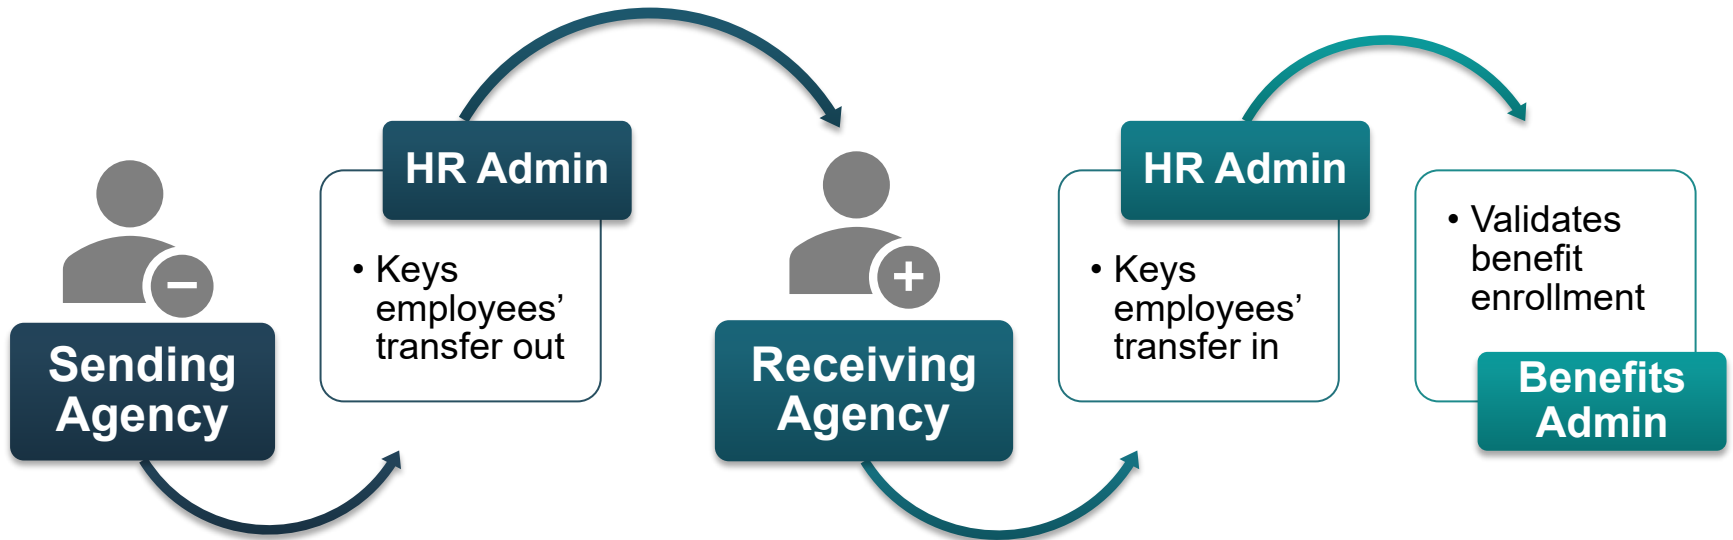 Sending
Agency
HR Admin
• Keys
employees’
transfer out
Receiving
Agency
HR Admin
• Keys
employees’
transfer in
• Validates
benefit
enrollment
Benefits
Admin